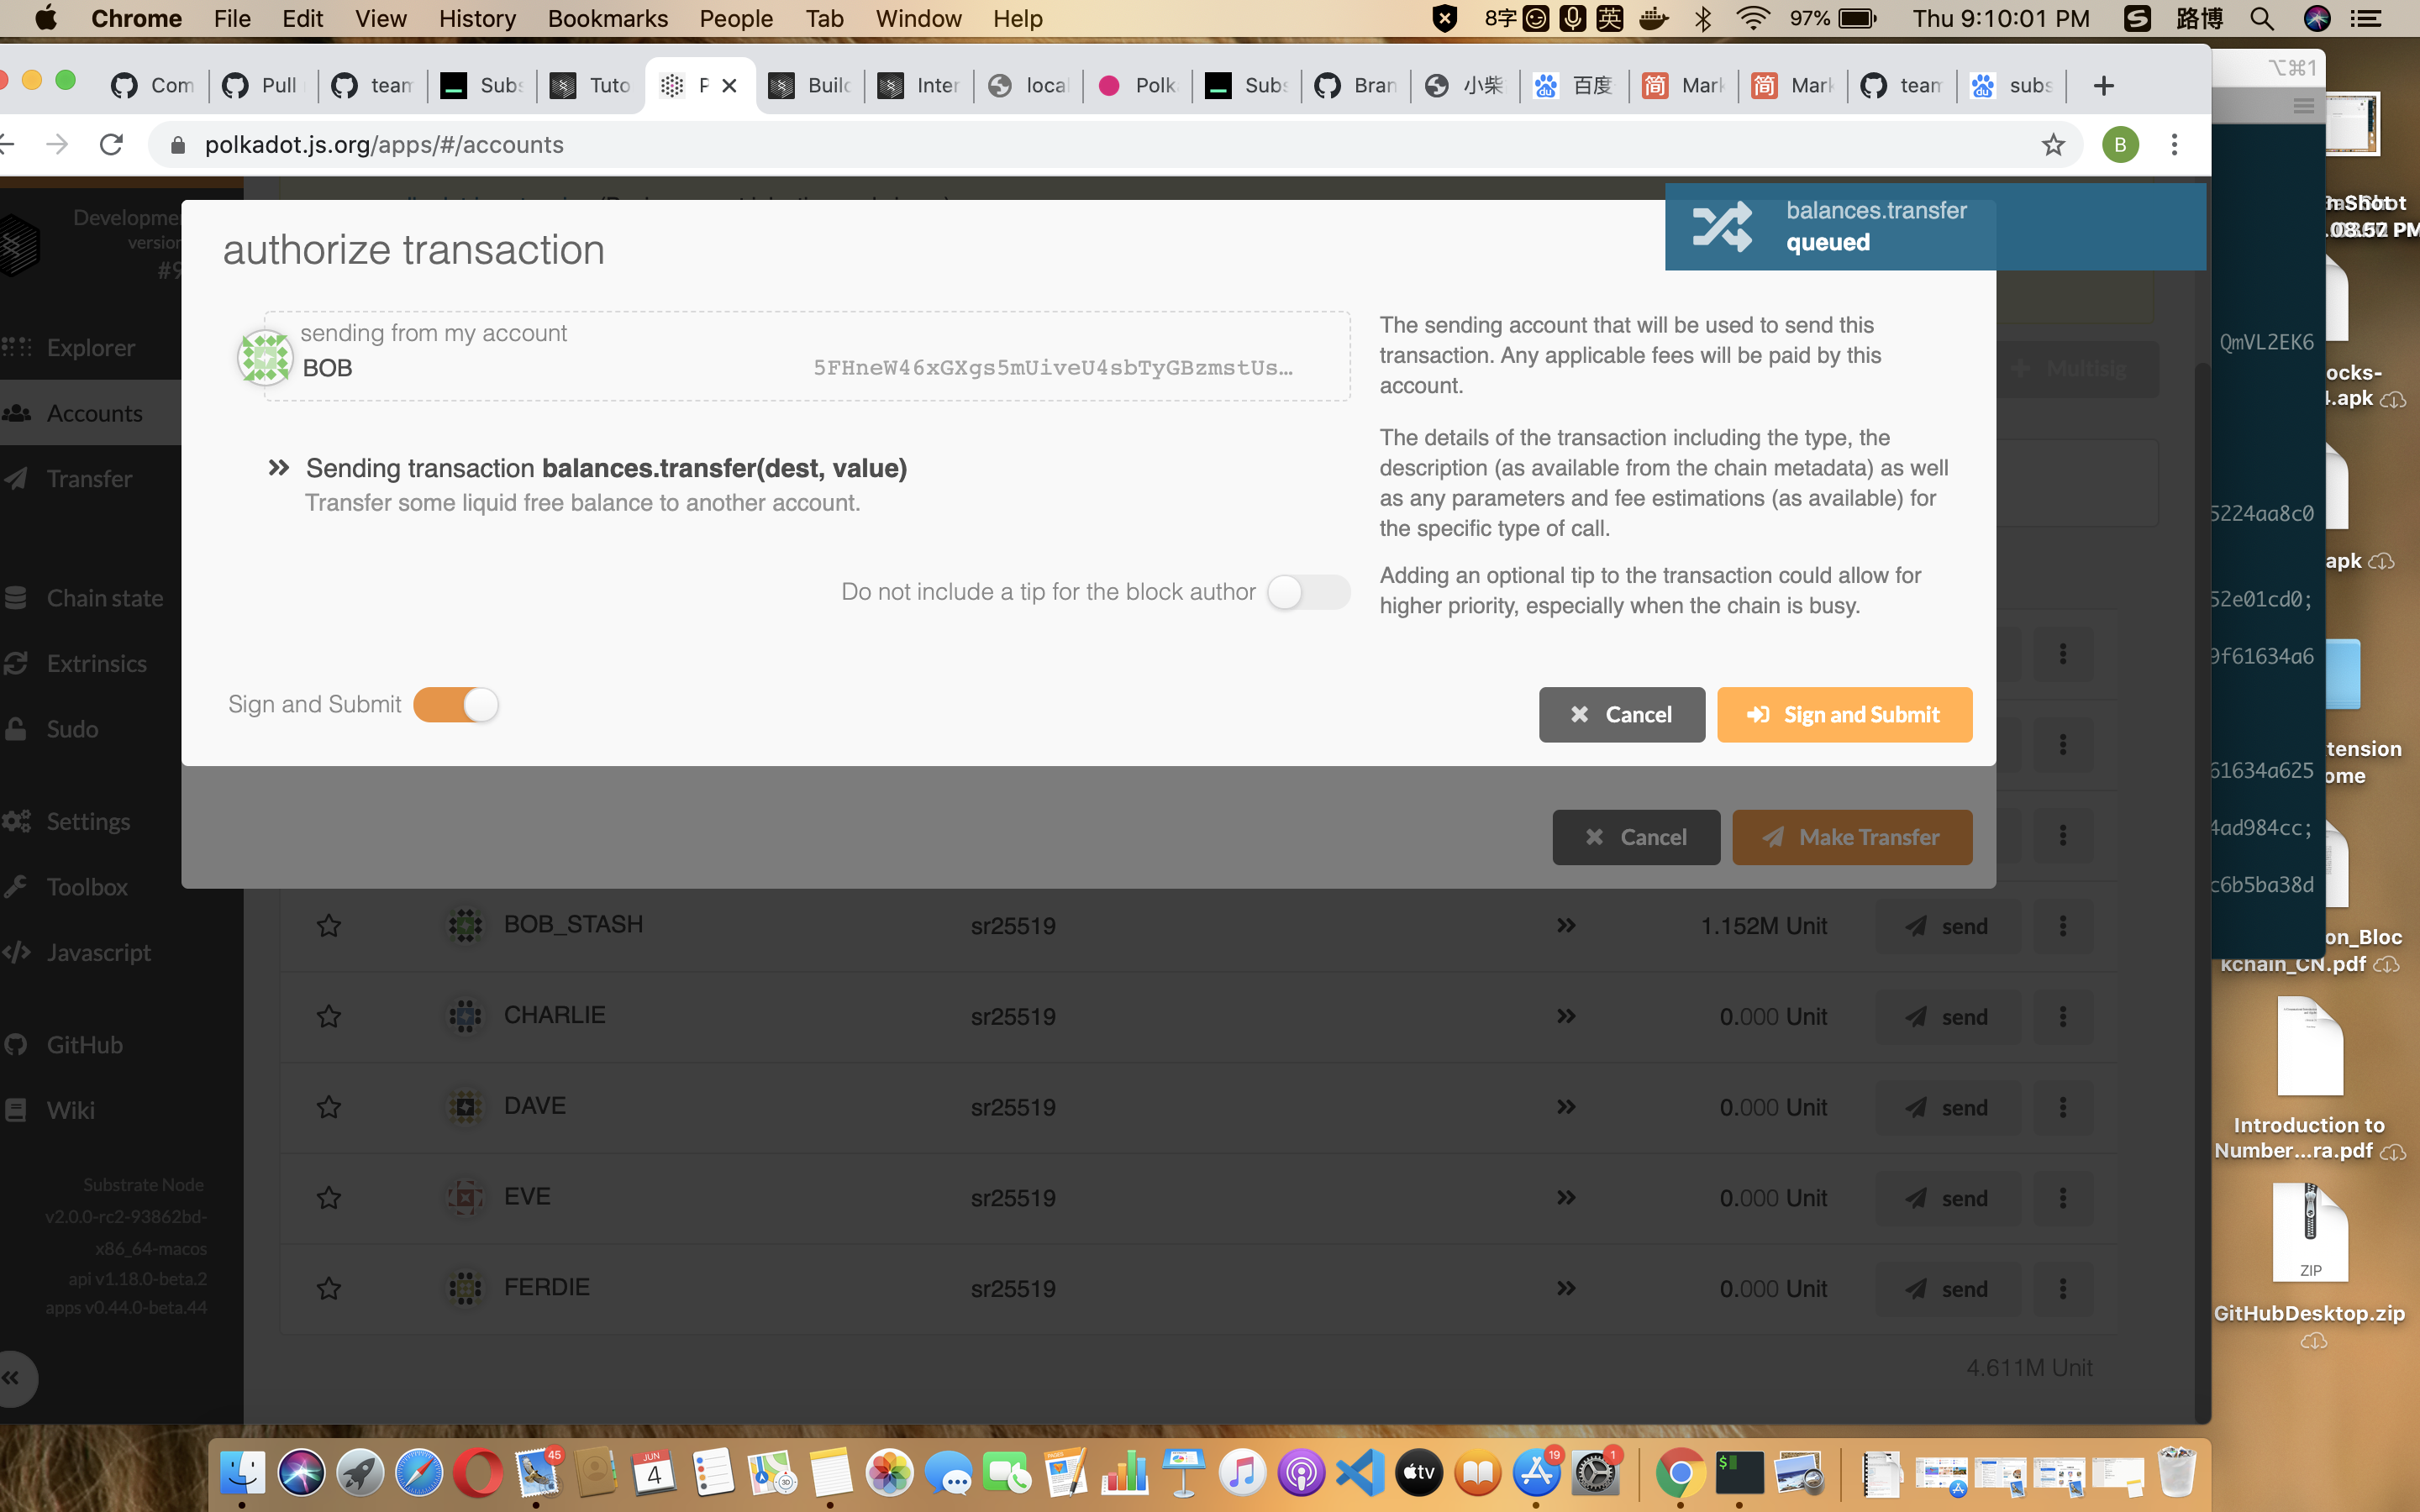 Chrome File Edit View History Bookmarks People Tab Window Help
8字 英 97% Thu 9:10:01 PM 路博
Com Pull team Subs Tuto P Build Inter local Polk Subs Bran 小柴 百度 Mark Mark team subs
⌥⌘1
polkadot.js.org/apps/#/accounts
B
Developme
version
#9
Explorer
Accounts
Transfer
Chain state
Extrinsics
Sudo
Settings
Toolbox
Javascript
GitHub
Wiki
Substrate Node
v2.0.0-rc2-93862bd-
x86_64-macos
api v1.18.0-beta.2
apps v0.44.0-beta.44
balances.transfer
queued
authorize transaction
sending from my account
BOB 5FHneW46xGXgs5mUiveU4sbTyGBzmstUs…
The sending account that will be used to send this
transaction. Any applicable fees will be paid by this
account.
Sending transaction balances.transfer(dest, value)
Transfer some liquid free balance to another account.
The details of the transaction including the type, the
description (as available from the chain metadata) as well
as any parameters and fee estimations (as available) for
the specific type of call.
Do not include a tip for the block author
Adding an optional tip to the transaction could allow for
higher priority, especially when the chain is busy.
Sign and Submit
Cancel Sign and Submit
Multisig
Cancel Make Transfer
BOB_STASH sr25519 1.152M Unit send
CHARLIE sr25519 0.000 Unit send
DAVE sr25519 0.000 Unit send
EVE sr25519 0.000 Unit send
FERDIE sr25519 0.000 Unit send
4.611M Unit
QmVL2EK6
5224aa8c0
52e01cd0;
9f61634a6
61634a625
4ad984cc;
c6b5ba38d
ocks-
4.apk
apk
tension
ome
on_Bloc
kchain_CN.pdf
Introduction to
Number...ra.pdf
ZIP
GitHubDesktop.zip
45
JUN
4
tv
19
1